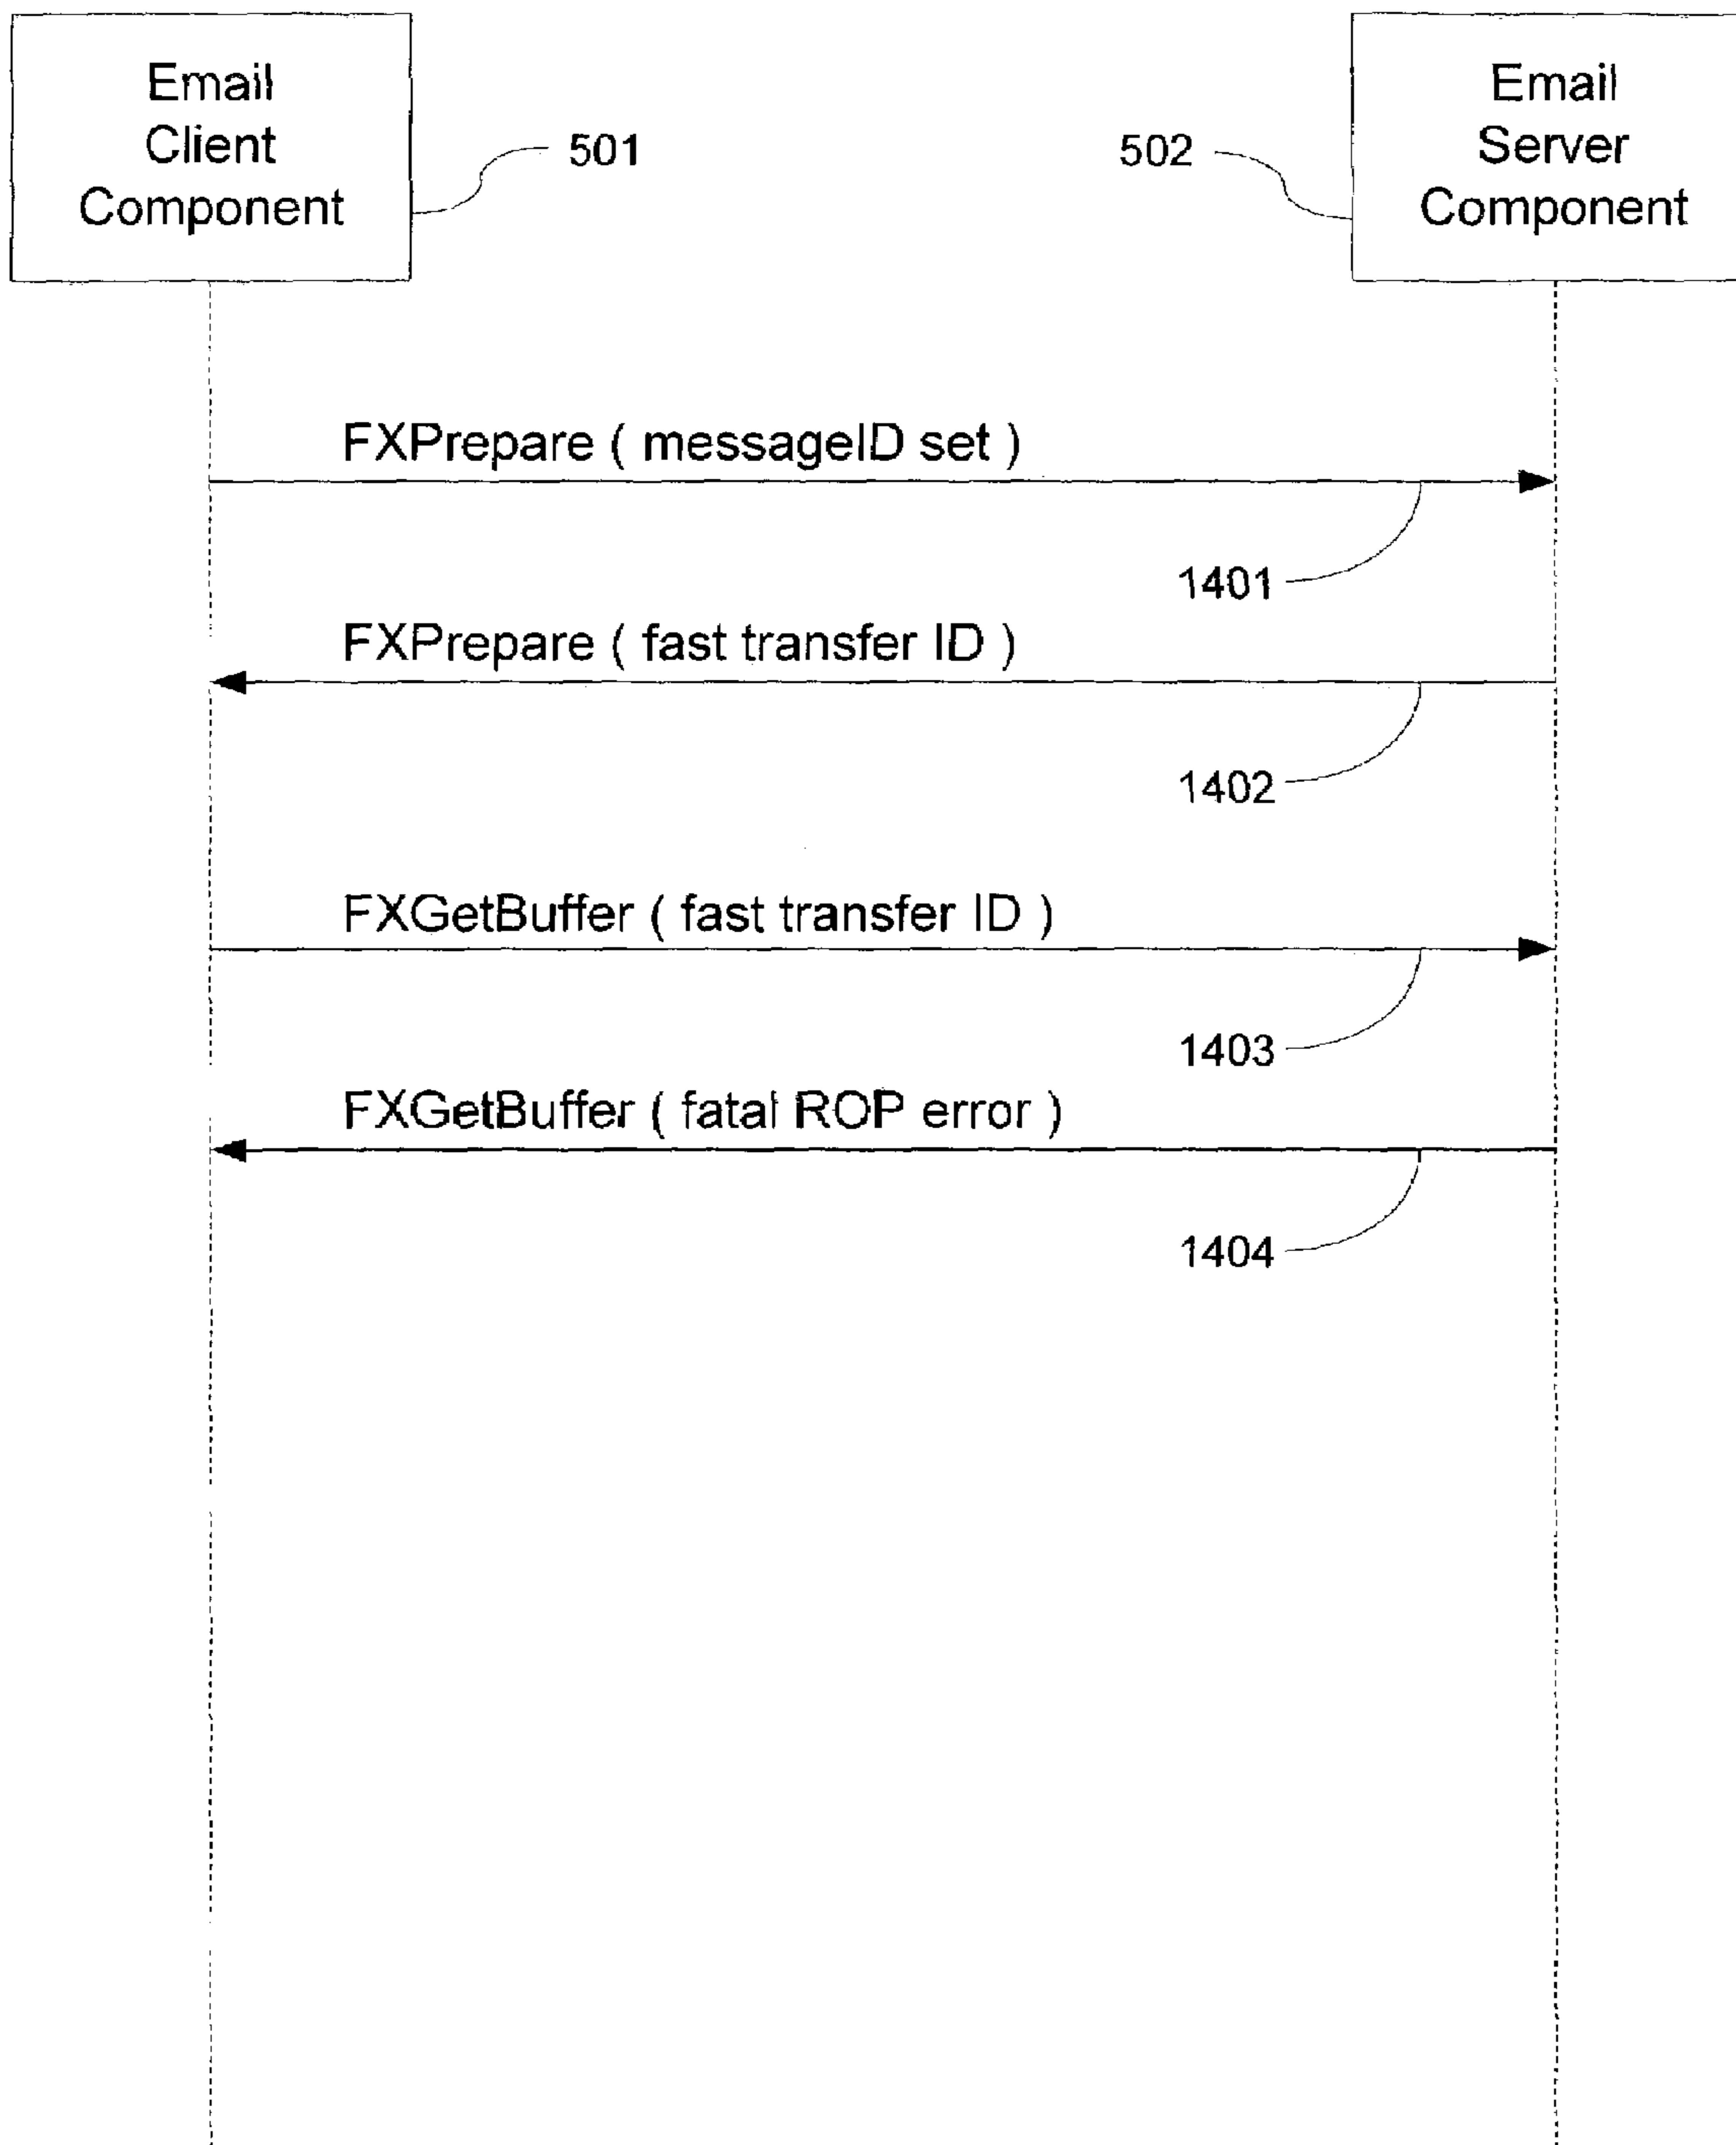 Email
Client
Component
501
502
Email
Server
Component
FXPrepare ( messageID set )
1401
FXPrepare ( fast transfer ID )
1402
FXGetBuffer ( fast transfer ID )
1403
FXGetBuffer ( fatal ROP error )
1404